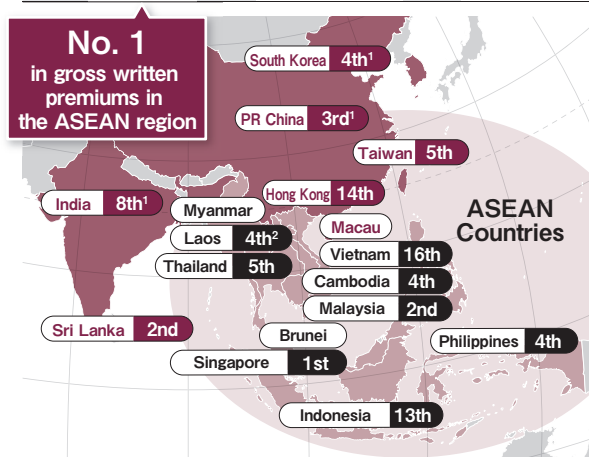 No. 1
in gross written
premiums in
the ASEAN region
South Korea 4th¹
PR China 3rd¹
Taiwan 5th
India 8th¹
Hong Kong 14th
Myanmar
Macau
ASEAN
Countries
Laos 4th²
Vietnam 16th
Thailand 5th
Cambodia 4th
Malaysia 2nd
Sri Lanka 2nd
Brunei
Philippines 4th
Singapore 1st
Indonesia 13th